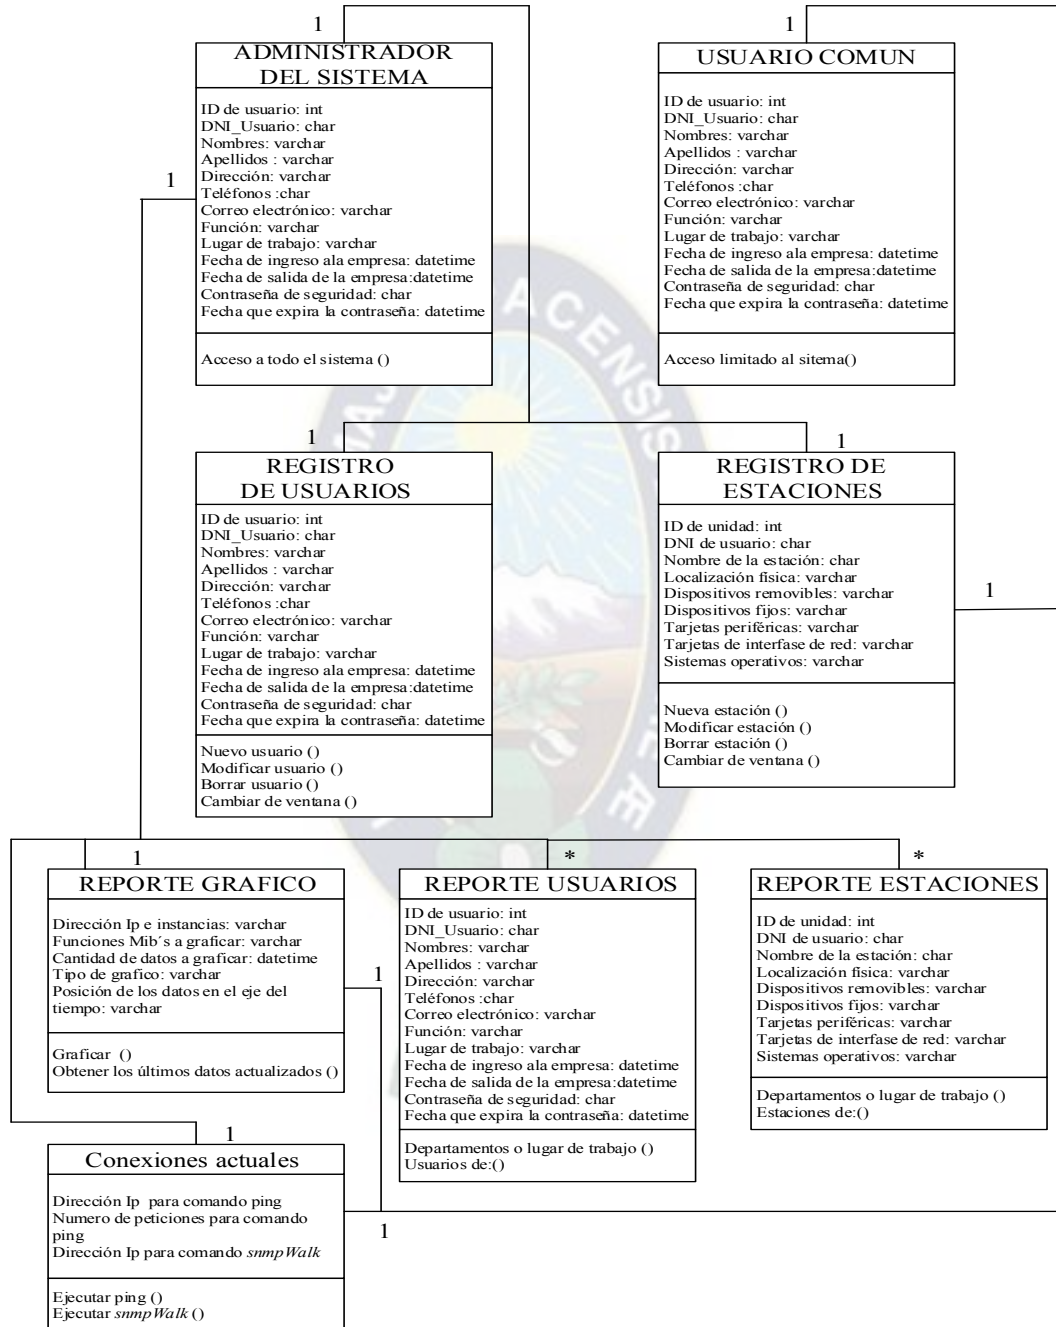 1
1
ADMINISTRADOR
DEL SISTEMA
ID de usuario: int
DNI_Usuario: char
Nombres: varchar
Apellidos : varchar
Dirección: varchar
Teléfonos :char
Correo electrónico: varchar
Función: varchar
Lugar de trabajo: varchar
Fecha de ingreso ala empresa: datetime
Fecha de salida de la empresa:datetime
Contraseña de seguridad: char
Fecha que expira la contraseña: datetime
Acceso a todo el sistema ()
1
USUARIO COMUN
ID de usuario: int
DNI_Usuario: char
Nombres: varchar
Apellidos : varchar
Dirección: varchar
Teléfonos :char
Correo electrónico: varchar
Función: varchar
Lugar de trabajo: varchar
Fecha de ingreso ala empresa: datetime
Fecha de salida de la empresa:datetime
Contraseña de seguridad: char
Fecha que expira la contraseña: datetime
Acceso limitado al sitema()
1
REGISTRO
DE USUARIOS
ID de usuario: int
DNI_Usuario: char
Nombres: varchar
Apellidos : varchar
Dirección: varchar
Teléfonos :char
Correo electrónico: varchar
Función: varchar
Lugar de trabajo: varchar
Fecha de ingreso ala empresa: datetime
Fecha de salida de la empresa:datetime
Contraseña de seguridad: char
Fecha que expira la contraseña: datetime
Nuevo usuario ()
Modificar usuario ()
Borrar usuario ()
Cambiar de ventana ()
1
REGISTRO DE
ESTACIONES
ID de unidad: int
DNI de usuario: char
Nombre de la estación: char
Localización física: varchar
Dispositivos removibles: varchar
Dispositivos fijos: varchar
Tarjetas periféricas: varchar
Tarjetas de interfase de red: varchar
Sistemas operativos: varchar
Nueva estación ()
Modificar estación ()
Borrar estación ()
Cambiar de ventana ()
1
1
REPORTE GRAFICO
Dirección Ip e instancias: varchar
Funciones Mib´s a graficar: varchar
Cantidad de datos a graficar: datetime
Tipo de grafico: varchar
Posición de los datos en el eje del
tiempo: varchar
Graficar ()
Obtener los últimos datos actualizados ()
1
*
REPORTE USUARIOS
ID de usuario: int
DNI_Usuario: char
Nombres: varchar
Apellidos : varchar
Dirección: varchar
Teléfonos :char
Correo electrónico: varchar
Función: varchar
Lugar de trabajo: varchar
Fecha de ingreso ala empresa: datetime
Fecha de salida de la empresa:datetime
Contraseña de seguridad: char
Fecha que expira la contraseña: datetime
Departamentos o lugar de trabajo ()
Usuarios de:()
*
REPORTE ESTACIONES
ID de unidad: int
DNI de usuario: char
Nombre de la estación: char
Localización física: varchar
Dispositivos removibles: varchar
Dispositivos fijos: varchar
Tarjetas periféricas: varchar
Tarjetas de interfase de red: varchar
Sistemas operativos: varchar
Departamentos o lugar de trabajo ()
Estaciones de:()
1
Conexiones actuales
Dirección Ip para comando ping
Numero de peticiones para comando
ping
Dirección Ip para comando snmpWalk
Ejecutar ping ()
Ejecutar snmpWalk ()
1